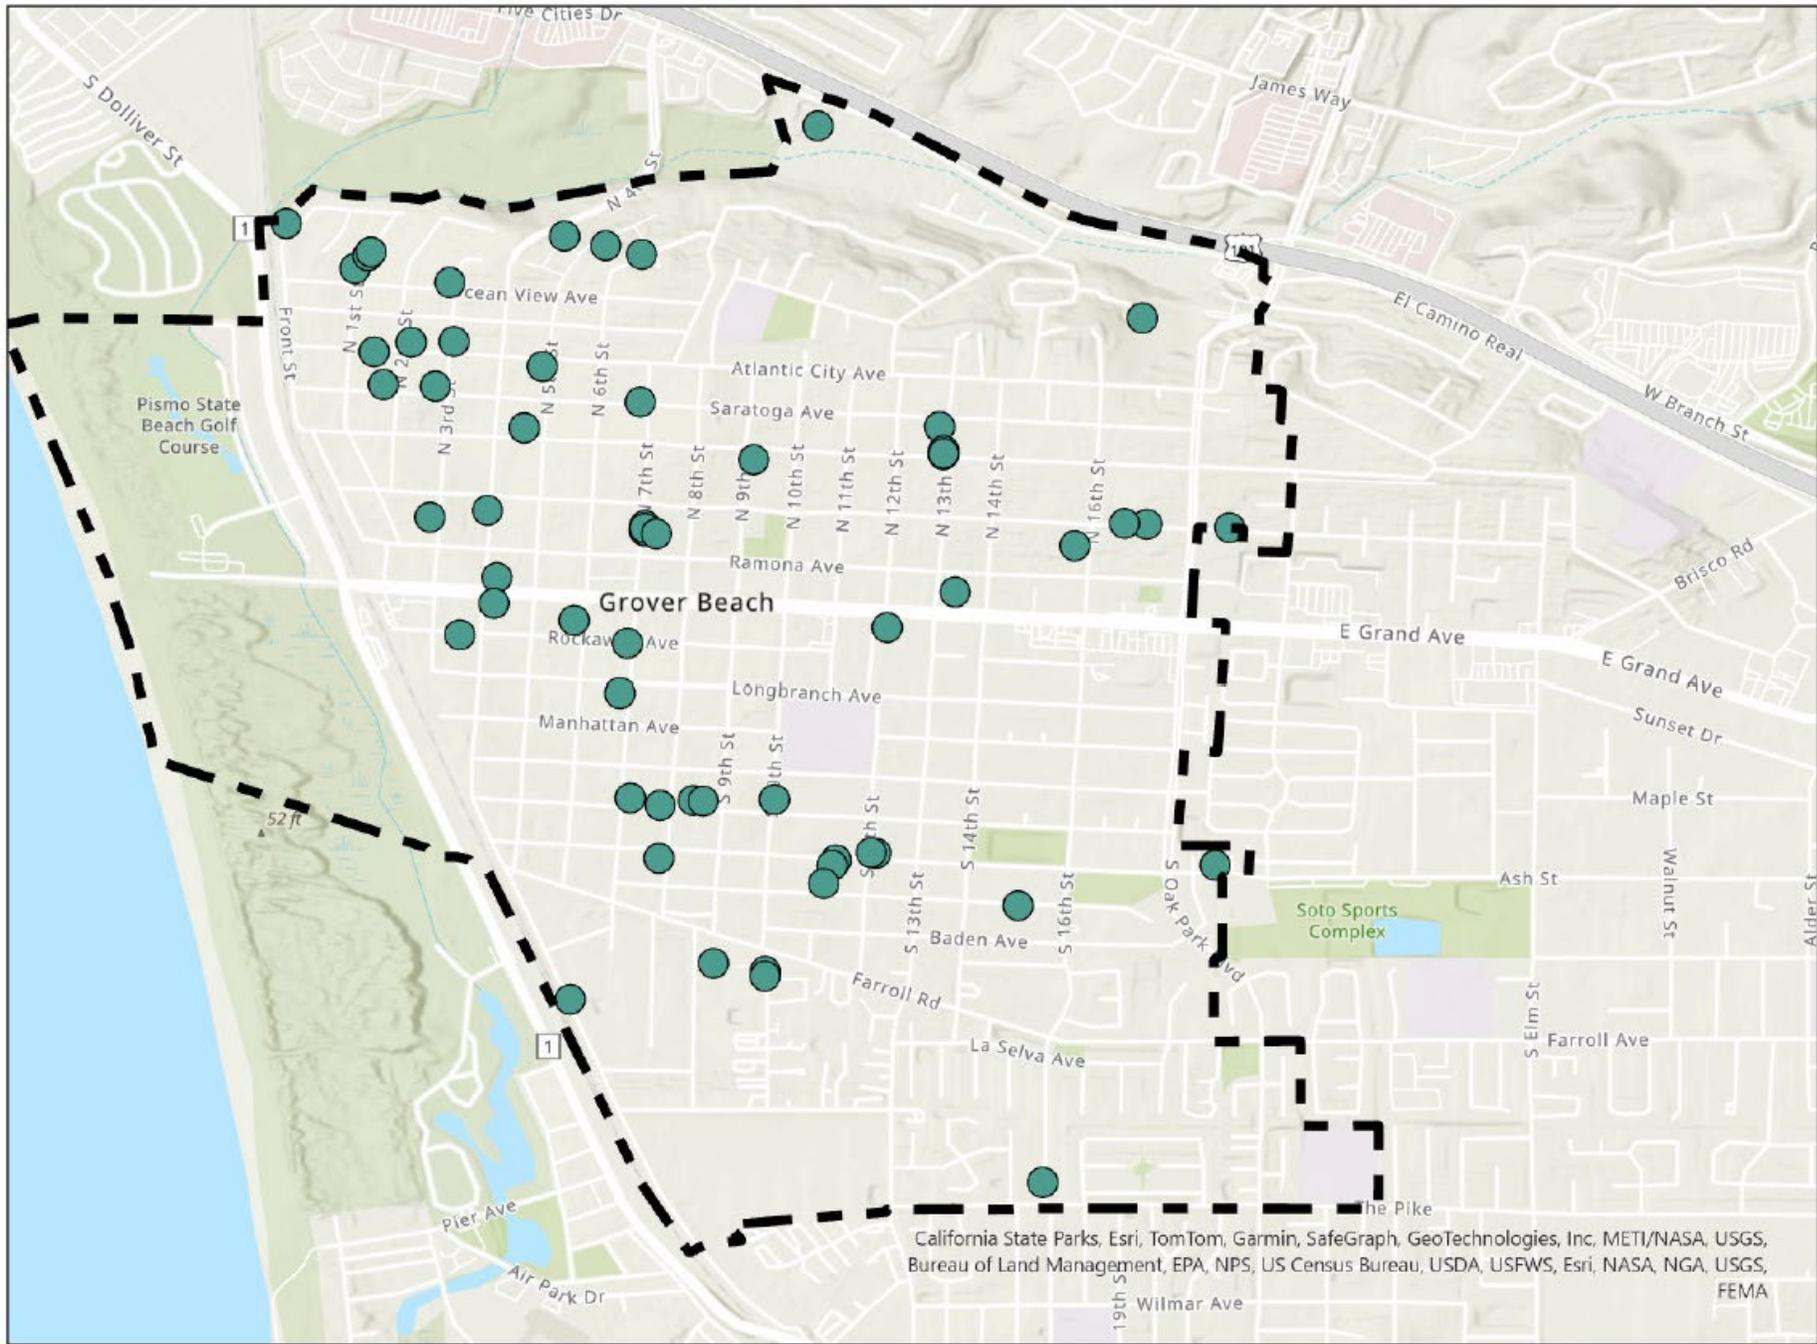 Five Cities Dr
James Way
S Dolliver St
1
N 4th St
101
El Camino Real
W Branch St
Ocean View Ave
N 1st St
N 2nd St
Front St
Atlantic City Ave
Saratoga Ave
N 3rd St
N 5th St
N 6th St
Pismo State
Beach Golf
Course
N 7th St
N 8th St
N 9th
N 10th St
N 11th St
N 12th St
N 13th
N 14th St
N 16th St
Ramona Ave
Brisco Rd
Grover Beach
E Grand Ave
E Grand Ave
Rockaway Ave
Longbranch Ave
Manhattan Ave
Sunset Dr
S 9th St
Maple St
52 ft
S 14th St
S 13th St
S 16th St
S Oak Park Blvd
Ash St
Walnut St
Alder St
Soto Sports
Complex
Baden Ave
Farroll Rd
1
La Selva Ave
S Elm St
Farroll Ave
Pier Ave
The Pike
Air Park Dr
19th S
Wilmar Ave
California State Parks, Esri, TomTom, Garmin, SafeGraph, GeoTechnologies, Inc, METI/NASA, USGS,
Bureau of Land Management, EPA, NPS, US Census Bureau, USDA, USFWS, Esri, NASA, NGA, USGS,
FEMA